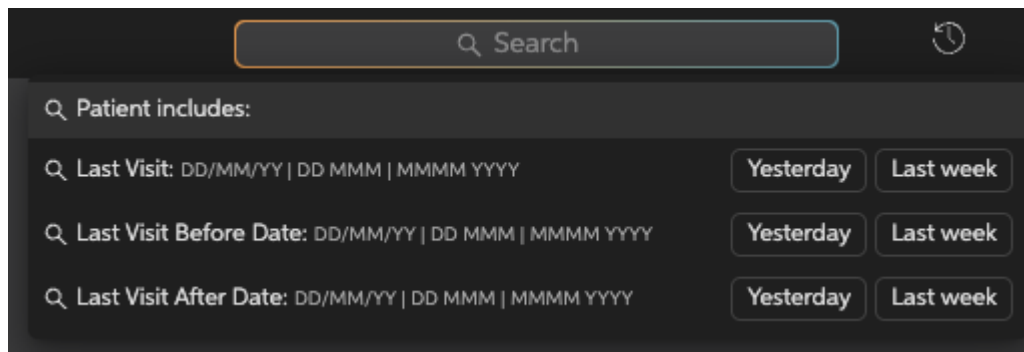 Search
Patient includes:
Last Visit: DD/MM/YY | DD MMM | MMMM YYYY Yesterday Last week
Last Visit Before Date: DD/MM/YY | DD MMM | MMMM YYYY Yesterday Last week
Last Visit After Date: DD/MM/YY | DD MMM | MMMM YYYY Yesterday Last week